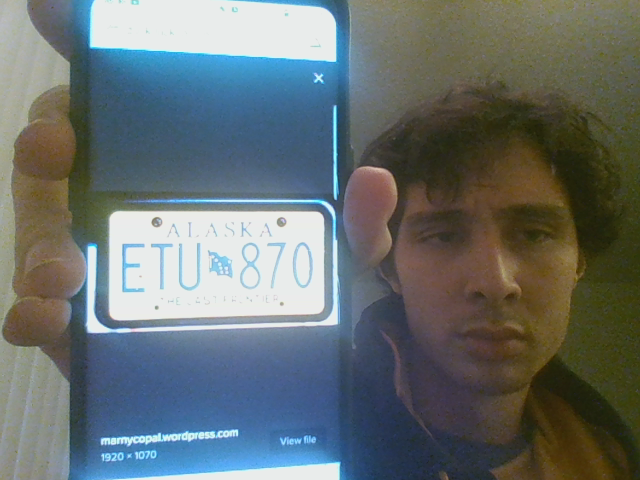 ×
ALASKA
ETU 870
THE LAST FRONTIER
marnycopal.wordpress.com
1920 × 1070
View file